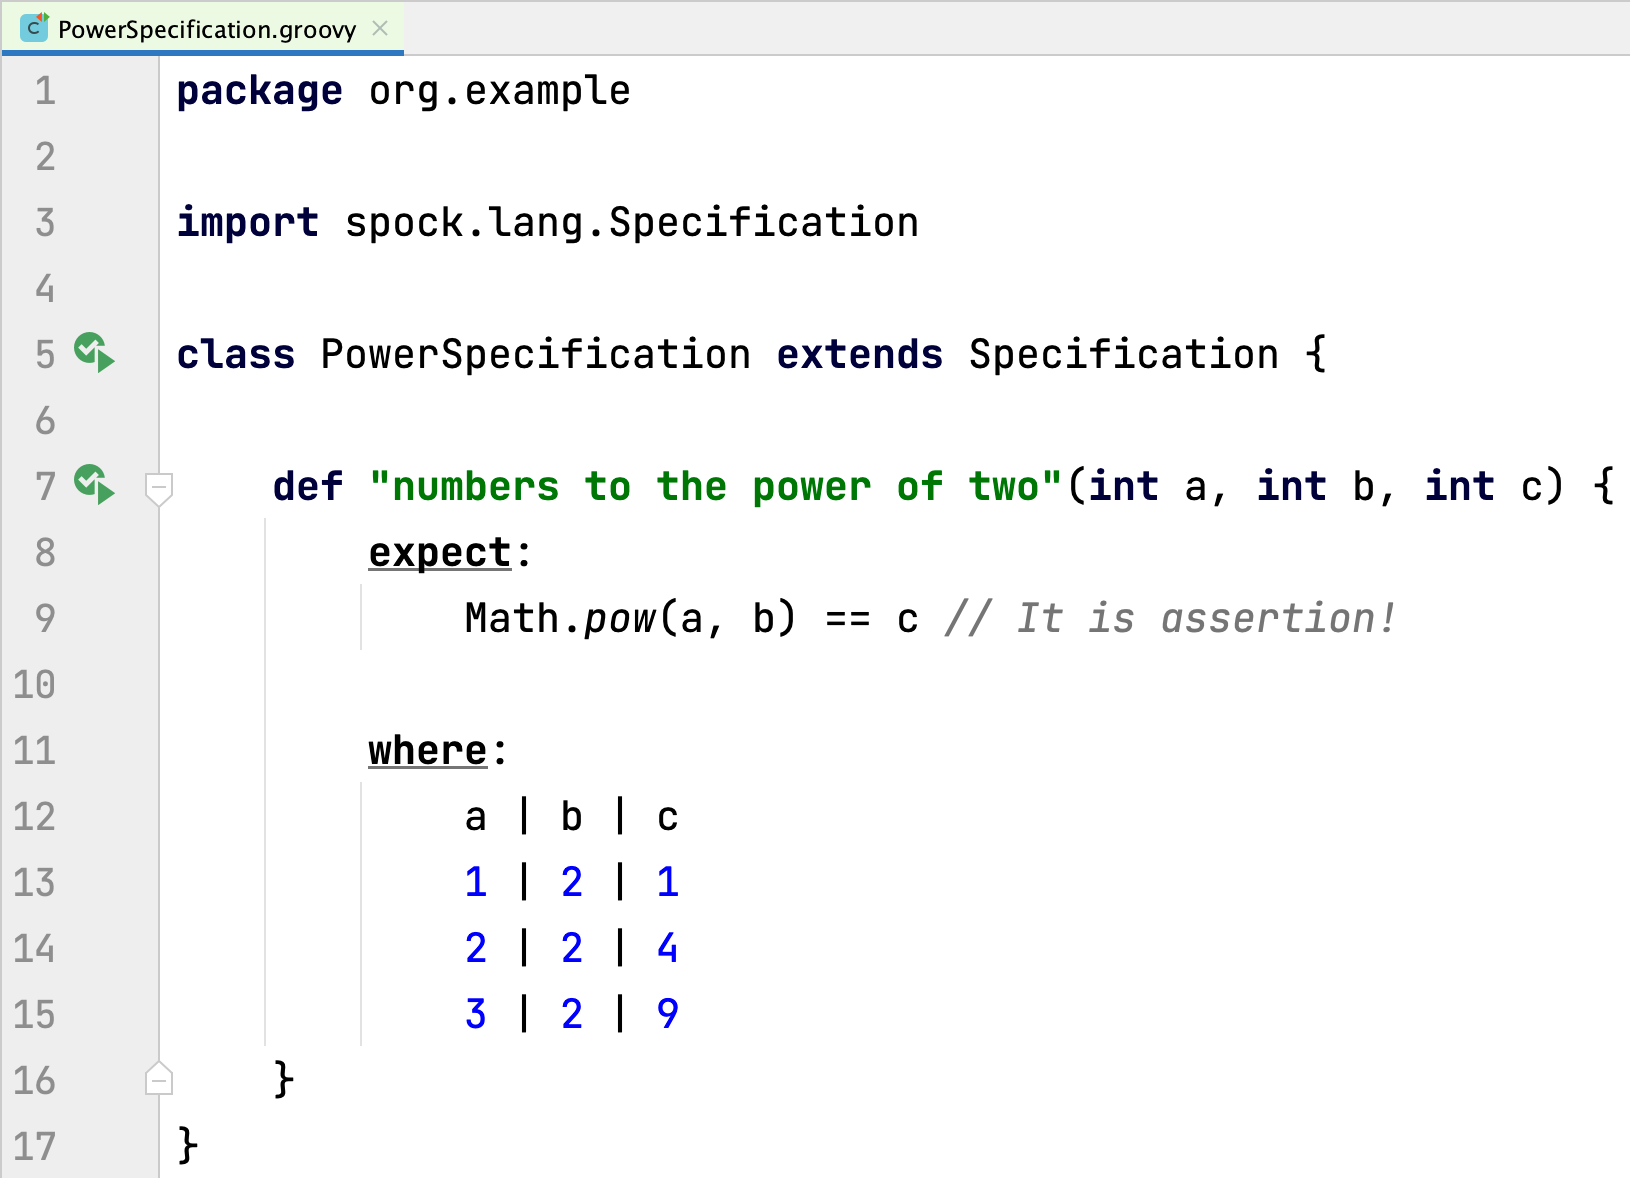 PowerSpecification.groovy
1 package org.example
2
3 import spock.lang.Specification
4
5 class PowerSpecification extends Specification {
6
7     def "numbers to the power of two"(int a, int b, int c) {
8         expect:
9             Math.pow(a, b) == c // It is assertion!
10
11         where:
12             a | b | c
13             1 | 2 | 1
14             2 | 2 | 4
15             3 | 2 | 9
16     }
17 }